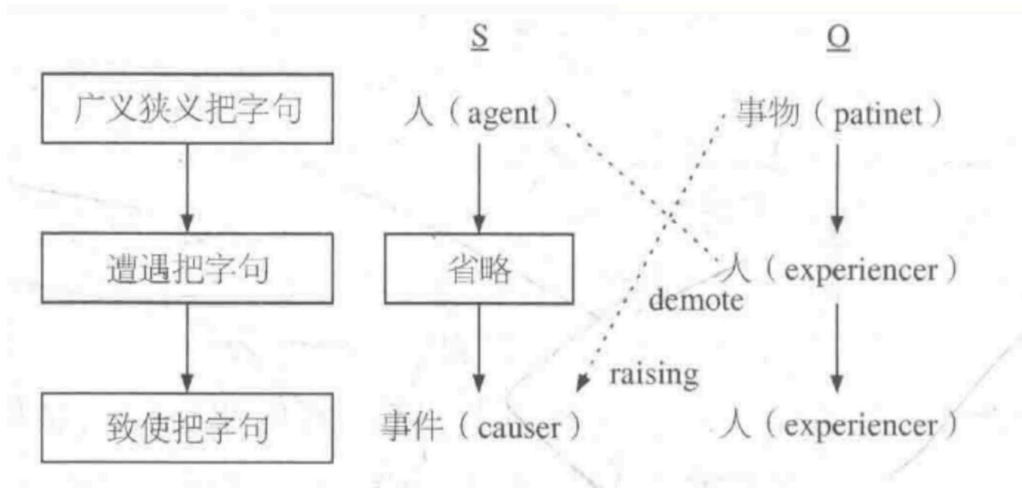 S O
广义狭义把字句 人（agent） 事物（patinet）
遭遇把字句 省略 人（experiencer）
demote
raising
致使把字句 事件（causer） 人（experiencer）